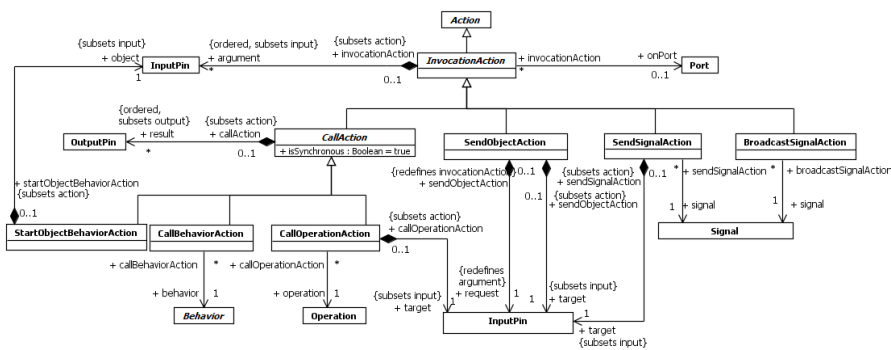 Action
{subsets input}
+ object
1
InputPin
{ordered, subsets input}
+ argument
*
{subsets action}
+ invocationAction
0..1
InvocationAction
+ invocationAction
*
+ onPort
0..1
Port
{ordered,
subsets output}
+ result
*
OutputPin
{subsets action}
+ callAction
0..1
CallAction
+ isSynchronous : Boolean = true
SendObjectAction
SendSignalAction
BroadcastSignalAction
{redefines invocationAction}
+ sendObjectAction
0..1
0..1
{subsets action}
+ sendSignalAction
0..1
{subsets action}
+ sendObjectAction
* + sendSignalAction
* + broadcastSignalAction
+ startObjectBehaviorAction
{subsets action}
0..1
StartObjectBehaviorAction
CallBehaviorAction
CallOperationAction
{subsets action}
+ callOperationAction
0..1
1 + signal
1 + signal
Signal
+ callBehaviorAction *
+ callOperationAction *
+ behavior 1
+ operation 1
Behavior
Operation
{subsets input}
+ target
1
{redefines
argument}
+ request
1
1
{subsets input}
+ target
InputPin
1
+ target
{subsets input}